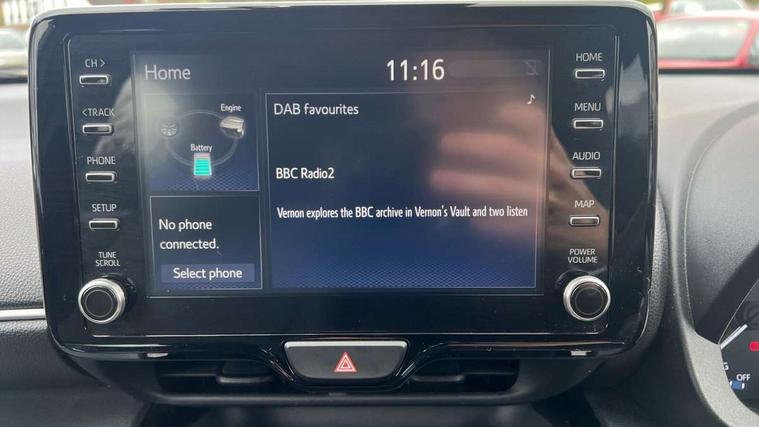 CH >
< TRACK
PHONE
SETUP
TUNE
SCROLL
Home
11:16
Engine
Battery
No phone
connected.
Select phone
DAB favourites
BBC Radio2
Vernon explores the BBC archive in Vernon's Vault and two listen
HOME
MENU
AUDIO
MAP
POWER
VOLUME
OFF